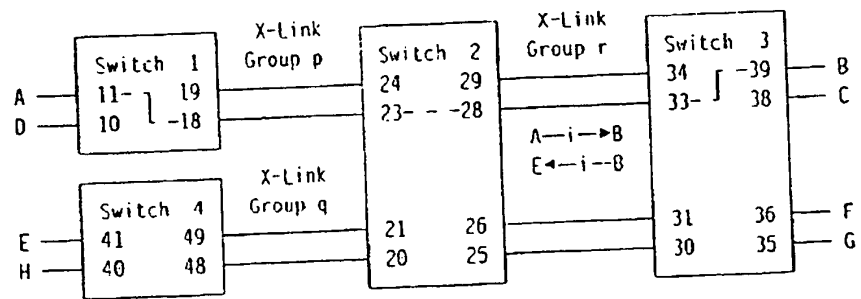 X-Link
Group p
X-Link
Group r
Switch 1
11- 19
10 -18
A
D
Switch 2
24 29
23- - -28
21 26
20 25
Switch 3
34 -39
33- 38
31 36
30 35
B
C
F
G
A—i—►B
E◄—i--B
X-Link
Group q
Switch 4
41 49
40 48
E
H